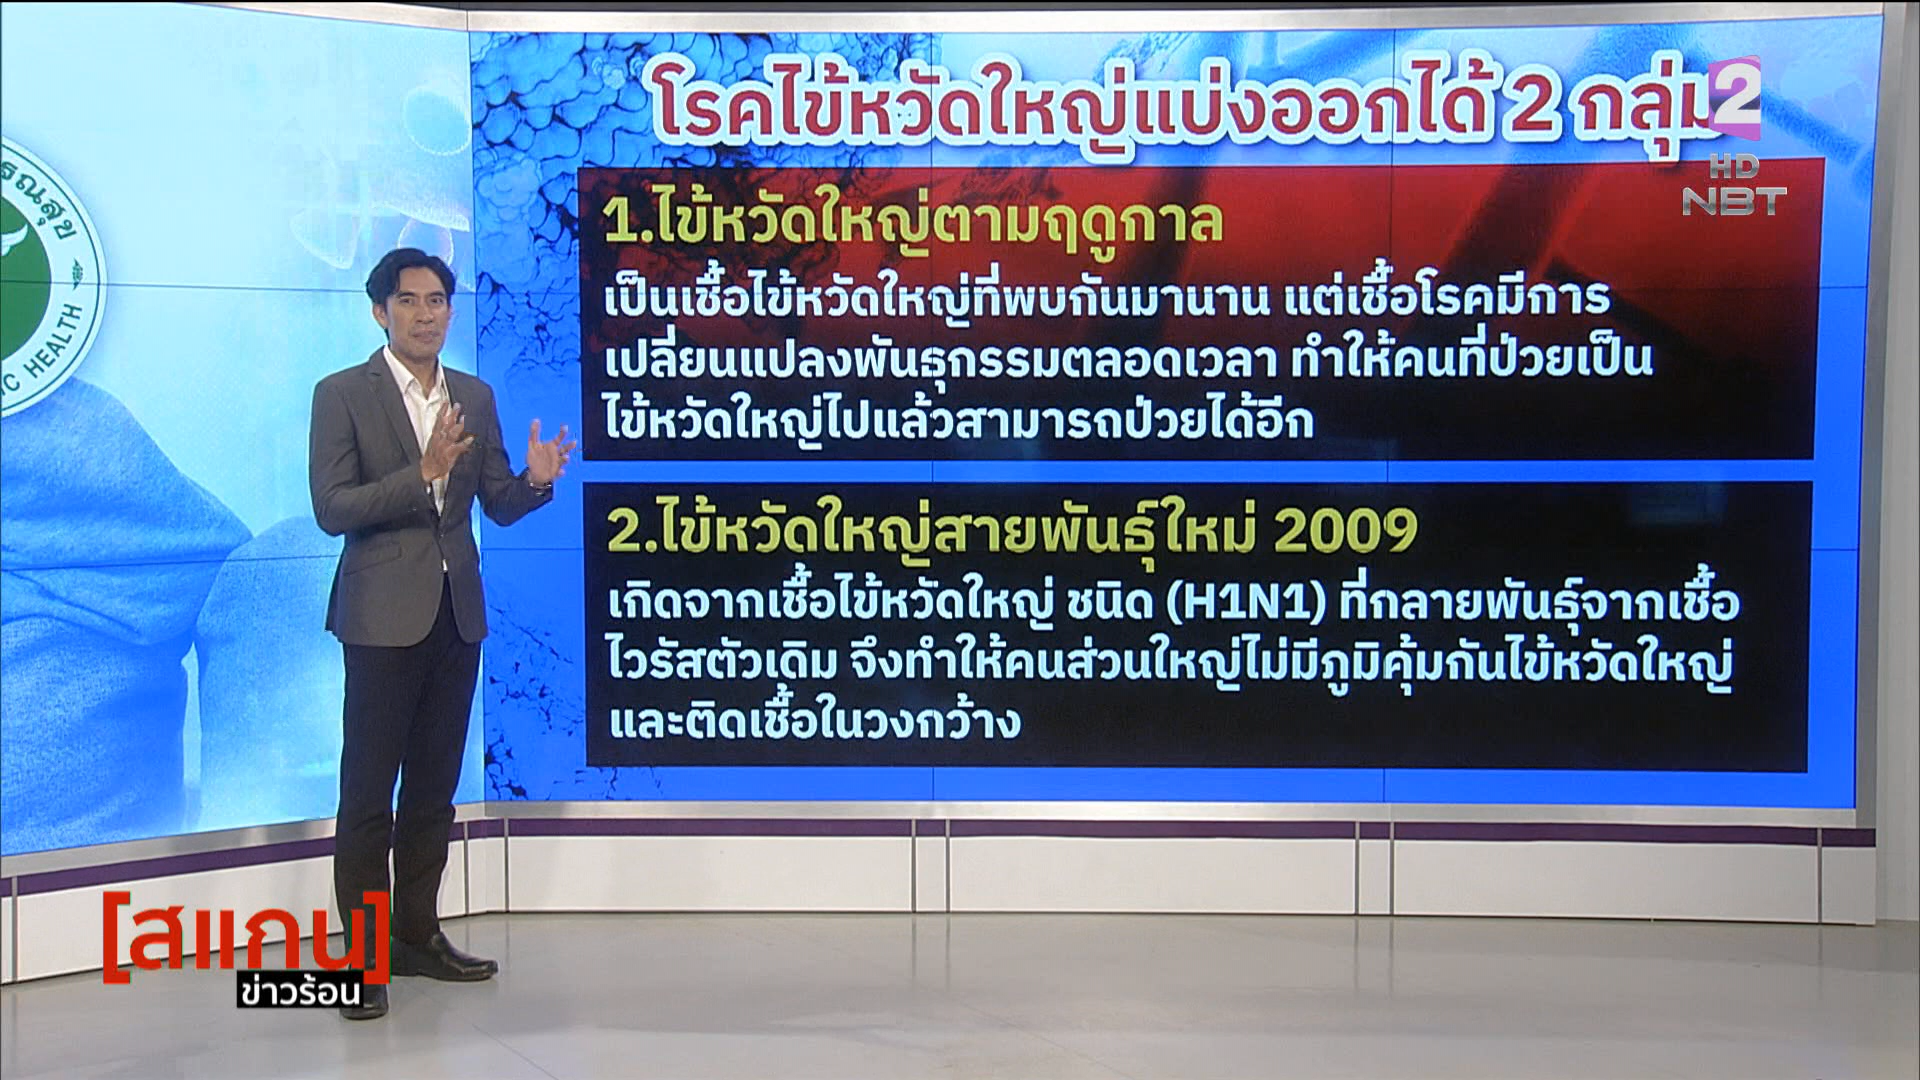 โรคไข้หวัดใหญ่แบ่งออกได้ 2 กลุ่ม
2
HD
NBT
1.ไข้หวัดใหญ่ตามฤดูกาล
เป็นเชื้อไข้หวัดใหญ่ที่พบกันมานาน แต่เชื้อโรคมีการ
เปลี่ยนแปลงพันธุกรรมตลอดเวลา ทำให้คนที่ป่วยเป็น
ไข้หวัดใหญ่ไปแล้วสามารถป่วยได้อีก
2.ไข้หวัดใหญ่สายพันธุ์ใหม่ 2009
เกิดจากเชื้อไข้หวัดใหญ่ ชนิด (H1N1) ที่กลายพันธุ์จากเชื้อ
ไวรัสตัวเดิม จึงทำให้คนส่วนใหญ่ไม่มีภูมิคุ้มกันไข้หวัดใหญ่
และติดเชื้อในวงกว้าง
HEALTH
[สแกน]
ข่าวร้อน